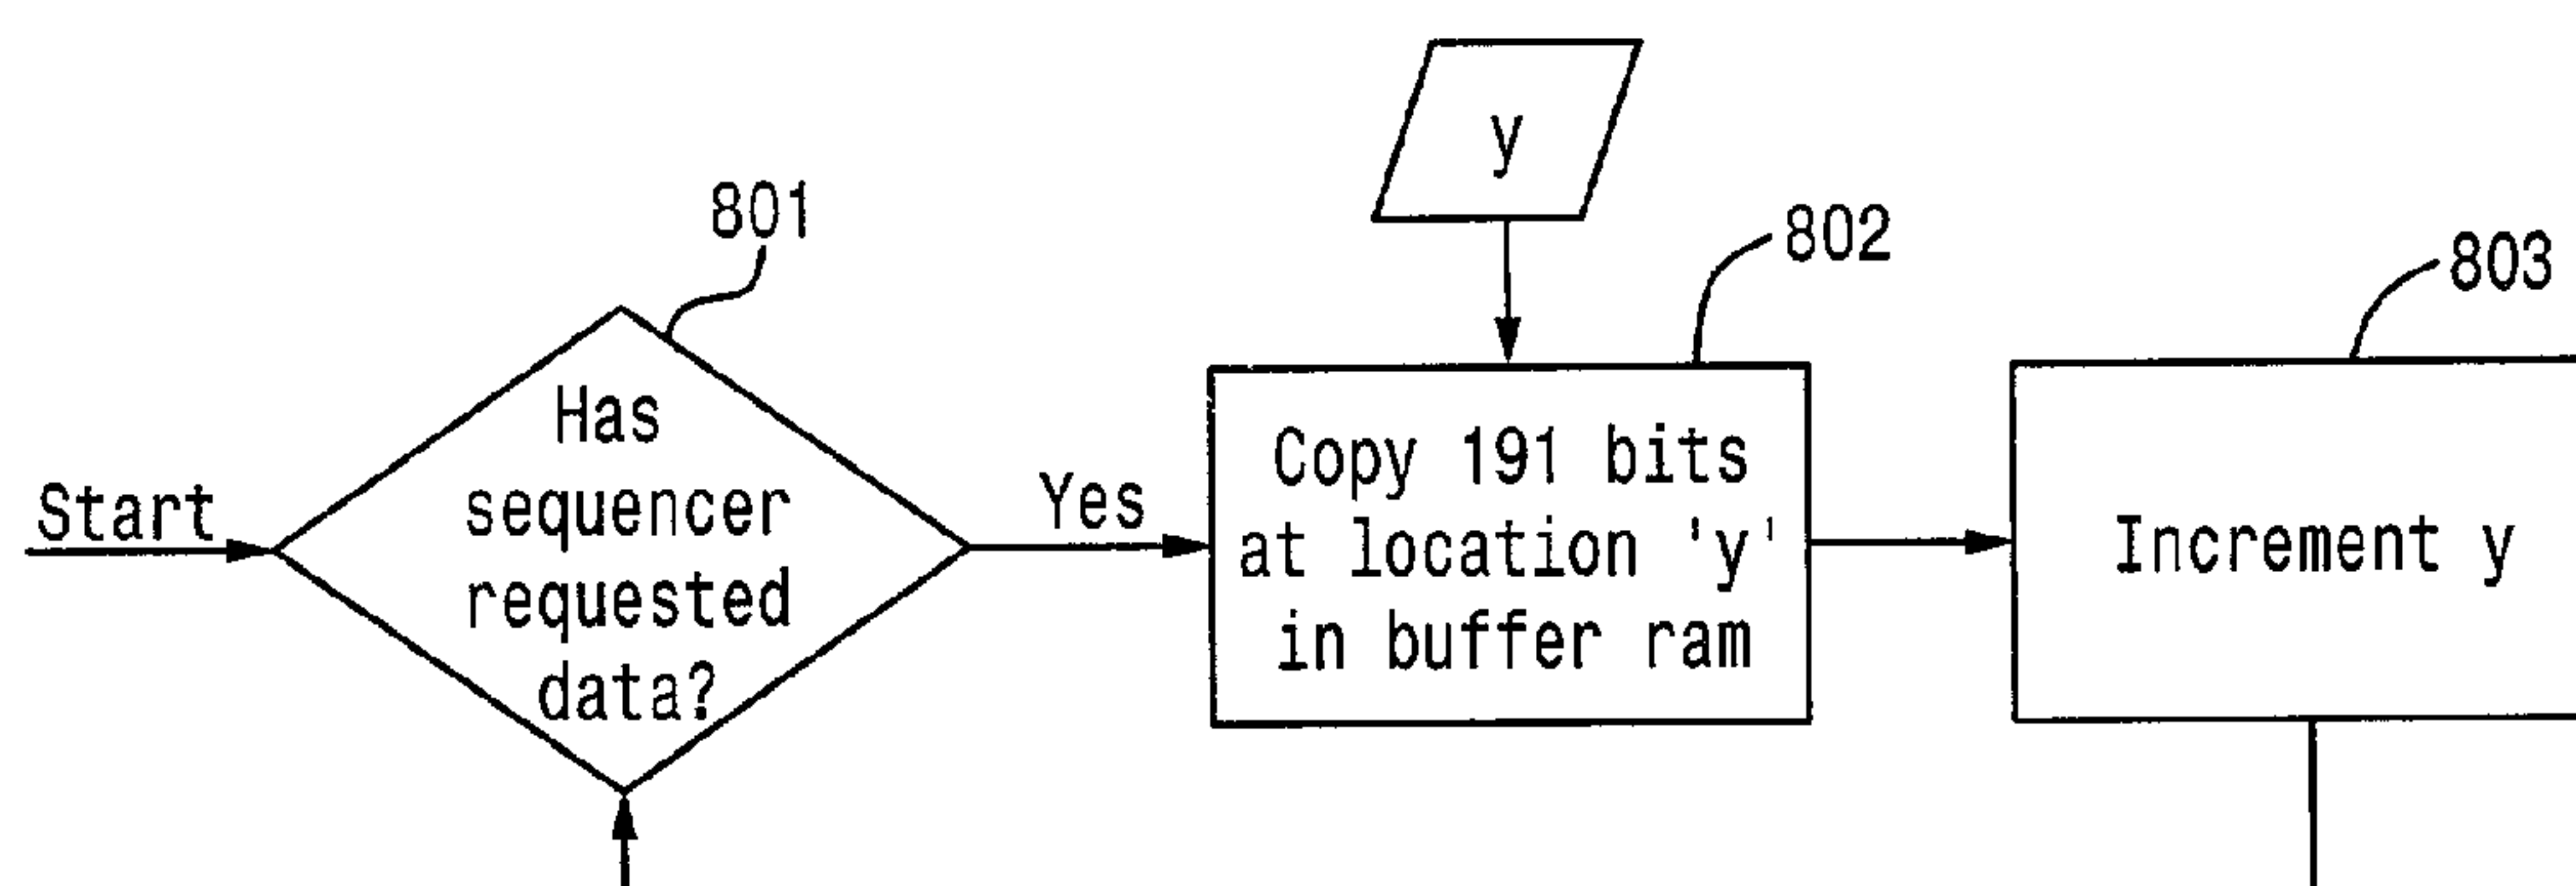 y
801
802
803
Start
Has
sequencer
requested
data?
Yes
Copy 191 bits
at location 'y'
in buffer ram
Increment y